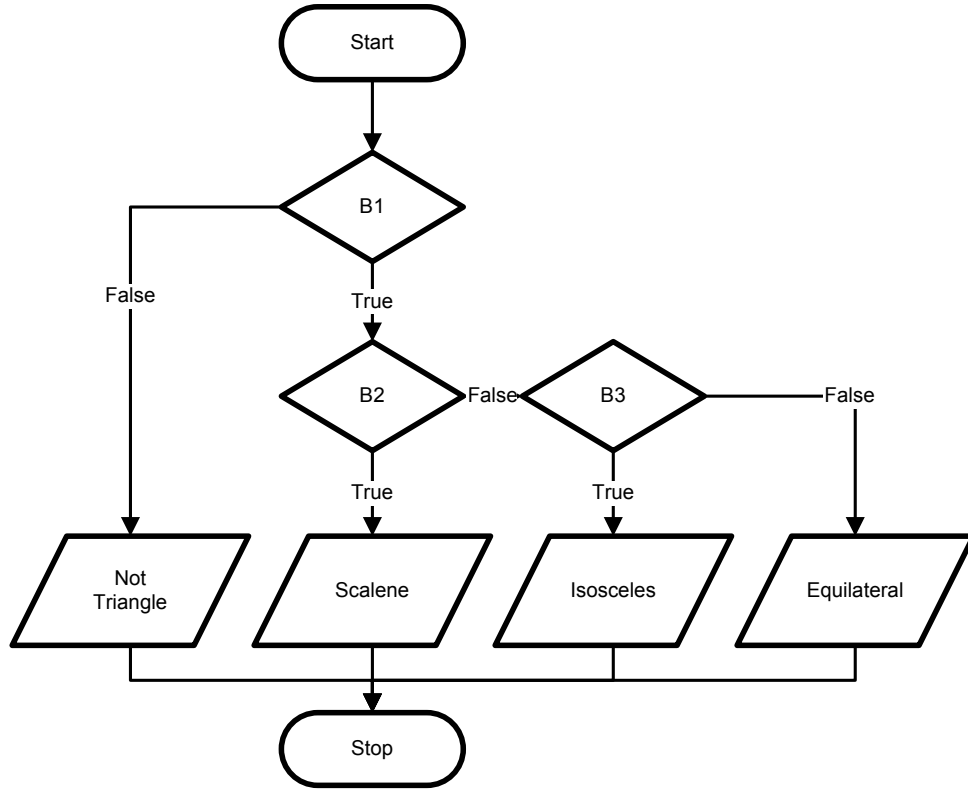 Start
B1
False
True
B2
False
B3
False
True
True
Not
Triangle
Scalene
Isosceles
Equilateral
Stop